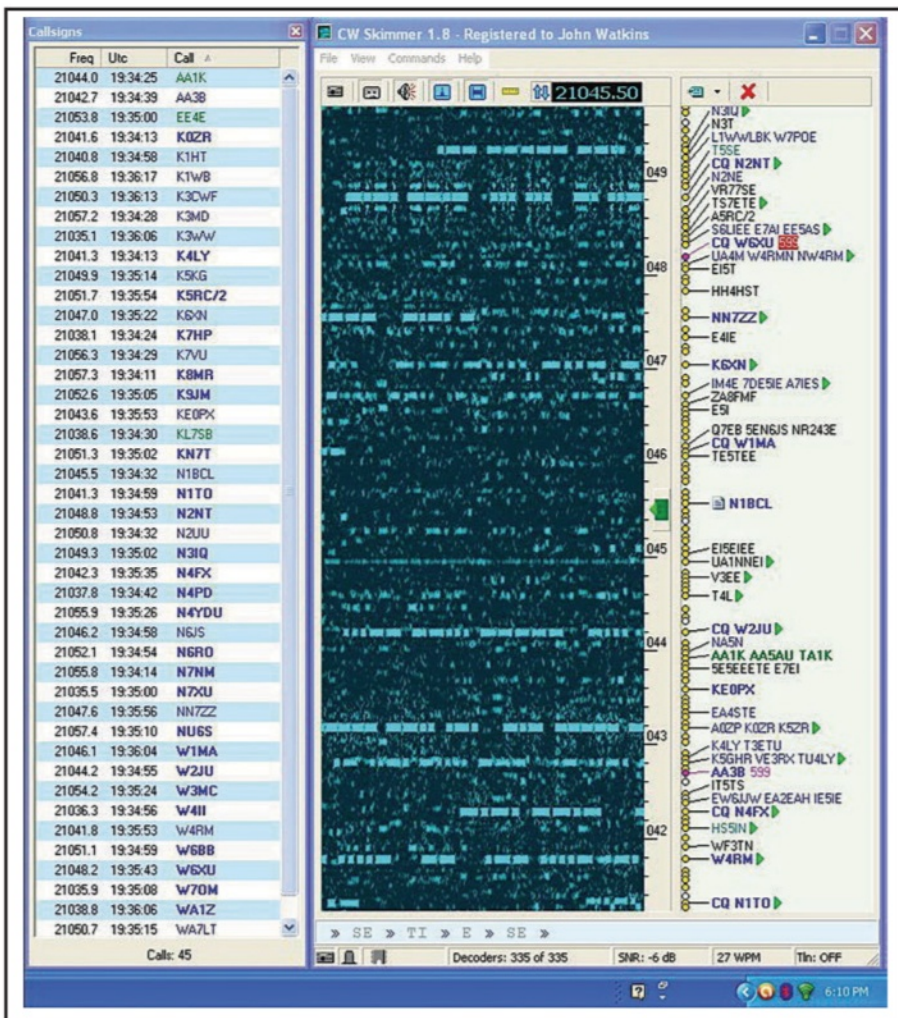 Callsigns
Freq Utc Call
21044.0 19:34:25 AA1K
21042.7 19:34:39 AA3B
21053.8 19:35:00 EE4E
21041.6 19:34:13 K0ZR
21040.8 19:34:58 K1HT
21056.8 19:36:17 K1WB
21050.3 19:36:13 K3CWF
21057.2 19:34:28 K3MD
21035.1 19:36:06 K3WW
21041.3 19:34:13 K4LY
21049.9 19:35:14 K5KG
21051.7 19:35:54 K5RC/2
21047.0 19:35:22 K6XN
21038.1 19:34:24 K7HP
21056.3 19:34:29 K7VU
21057.3 19:34:11 K8MR
21052.6 19:35:05 K9JM
21043.6 19:35:53 KE0PX
21038.6 19:34:30 KL7SB
21051.3 19:35:02 KN7T
21045.5 19:34:32 N1BCL
21041.3 19:34:59 N1TO
21048.8 19:34:53 N2NT
21050.8 19:34:32 N2UU
21049.3 19:35:02 N3IQ
21042.3 19:35:35 N4FX
21037.8 19:34:42 N4PD
21055.9 19:35:26 N4YDU
21046.2 19:34:58 N6JS
21052.1 19:34:54 N6RO
21055.8 19:34:14 N7NM
21035.5 19:35:00 N7XU
21047.6 19:35:56 NN7ZZ
21057.4 19:35:10 NU6S
21046.1 19:36:04 W1MA
21044.2 19:34:55 W2JU
21054.2 19:35:24 W3MC
21036.3 19:34:56 W4II
21041.8 19:35:53 W4RM
21051.1 19:34:59 W6BB
21048.2 19:35:43 W6XU
21035.9 19:35:08 W7OM
21038.8 19:36:06 WA1Z
21050.7 19:35:15 WA7LT
Calls: 45
CW Skimmer 1.8 - Registered to John Watkins
File View Commands Help
21045.50
049
048
047
046
045
044
043
042
N3IQ
N3T
L1WWLBK W7POE
T5SE
CQ N2NT
N2NE
VR77SE
TS7ETE
A5RC/2
S6LIEE E7AI EE5AS
CQ W6XU 599
UA4M W4RMN NW4RM
EI5T
HH4HST
NN7ZZ
E4IE
K6XN
IM4E 7DE5IE A7IES
ZA8FMF
E5I
Q7EB 5EN6JS NR243E
CQ W1MA
TE5TEE
N1BCL
EI5EIEE
UA1NNEI
V3EE
T4L
CQ W2JU
NA5N
AA1K AA5AU TA1K
5E5EEETE E7EI
KE0PX
EA4STE
A0ZP K0ZR K5ZR
K4LY T3ETU
K5GHR VE3RX TU4LY
AA3B 599
IT5TS
EW6JJW EA2EAH IE5IE
CQ N4FX
HS5IN
WF3TN
W4RM
CQ N1TO
» SE » TI » E » SE »
Decoders: 335 of 335 SNR: -6 dB 27 WPM Tln: OFF
6:10 PM